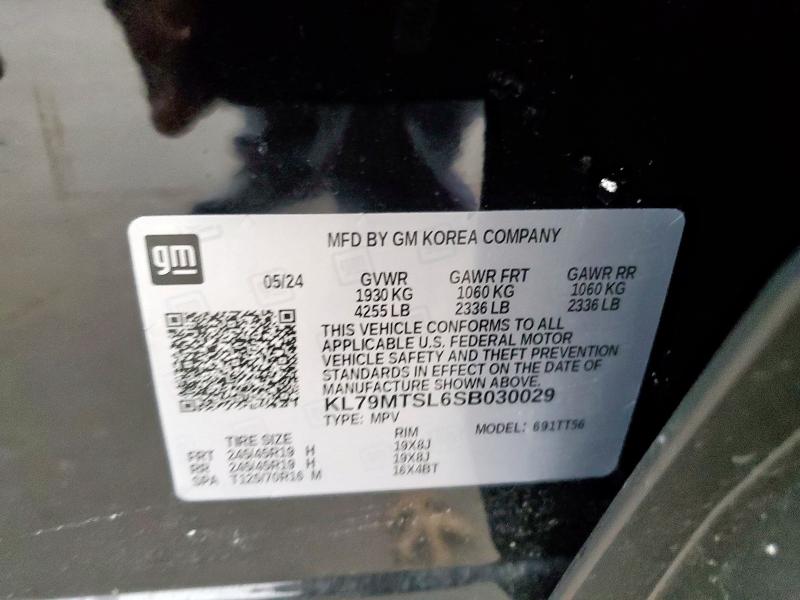 gm
MFD BY GM KOREA COMPANY
05/24 GVWR GAWR FRT GAWR RR
1930 KG 1060 KG 1060 KG
4255 LB 2336 LB 2336 LB
THIS VEHICLE CONFORMS TO ALL
APPLICABLE U.S. FEDERAL MOTOR
VEHICLE SAFETY AND THEFT PREVENTION
STANDARDS IN EFFECT ON THE DATE OF
MANUFACTURE SHOWN ABOVE.
KL79MTSL6SB030029
TYPE: MPV MODEL: 691TT56
TIRE SIZE RIM
FRT 245/45R19 H 19X8J
RR 245/45R19 H 19X8J
SPA T125/70R16 M 16X4BT